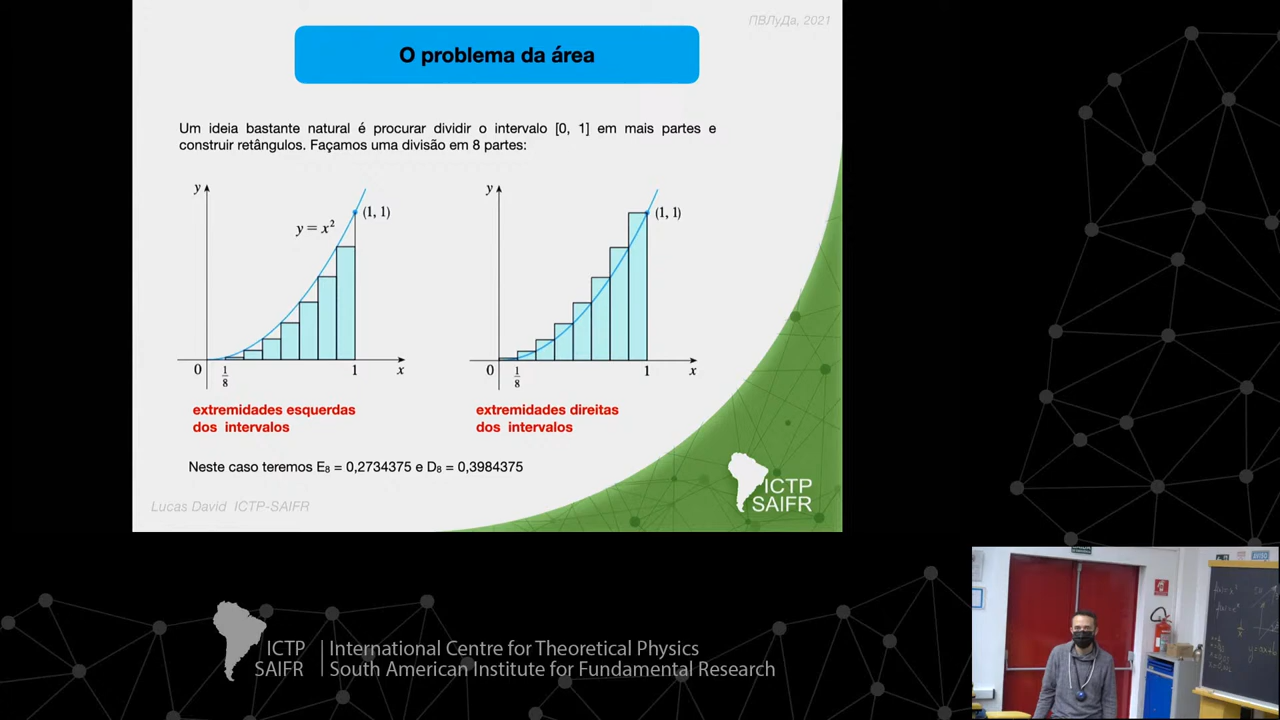 ПВЛуДа, 2021
O problema da área
Um ideia bastante natural é procurar dividir o intervalo [0, 1] em mais partes e
construir retângulos. Façamos uma divisão em 8 partes:
y
(1, 1)
y = x²
0
1/8
1
x
y
(1, 1)
0
1/8
1
x
extremidades esquerdas
dos intervalos
extremidades direitas
dos intervalos
Neste caso teremos E₈ = 0,2734375 e D₈ = 0,3984375
Lucas David ICTP-SAIFR
ICTP
SAIFR
ICTP
SAIFR
International Centre for Theoretical Physics
South American Institute for Fundamental Research